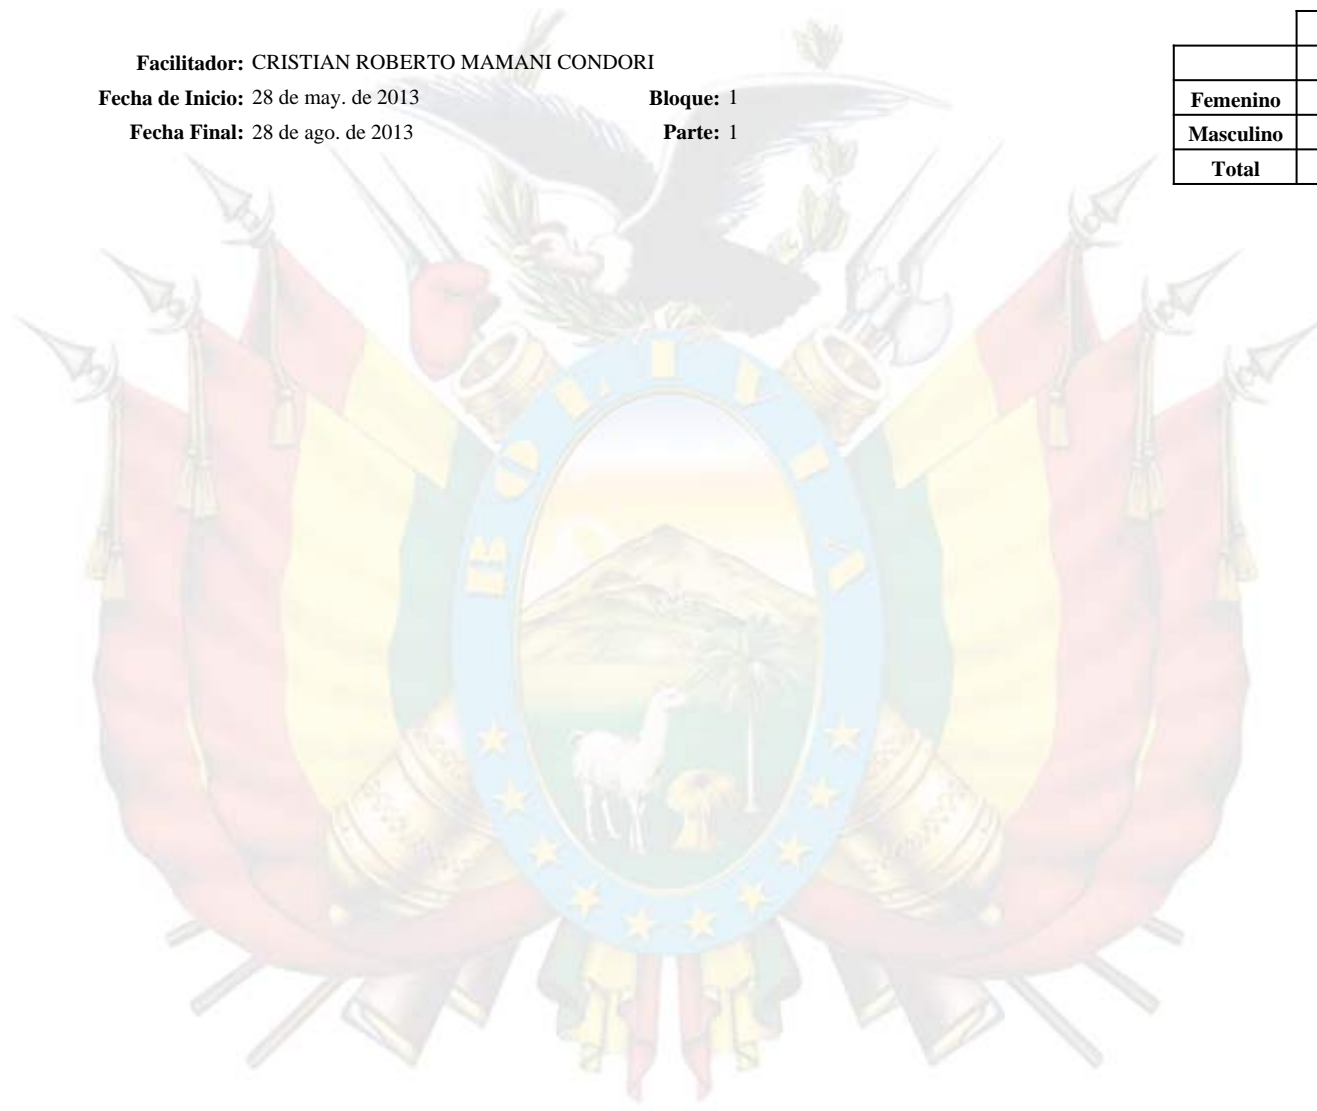 Facilitador: CRISTIAN ROBERTO MAMANI CONDORI
Fecha de Inicio: 28 de may. de 2013 Bloque: 1
Fecha Final: 28 de ago. de 2013 Parte: 1
Femenino
Masculino
Total
BOLIVIA